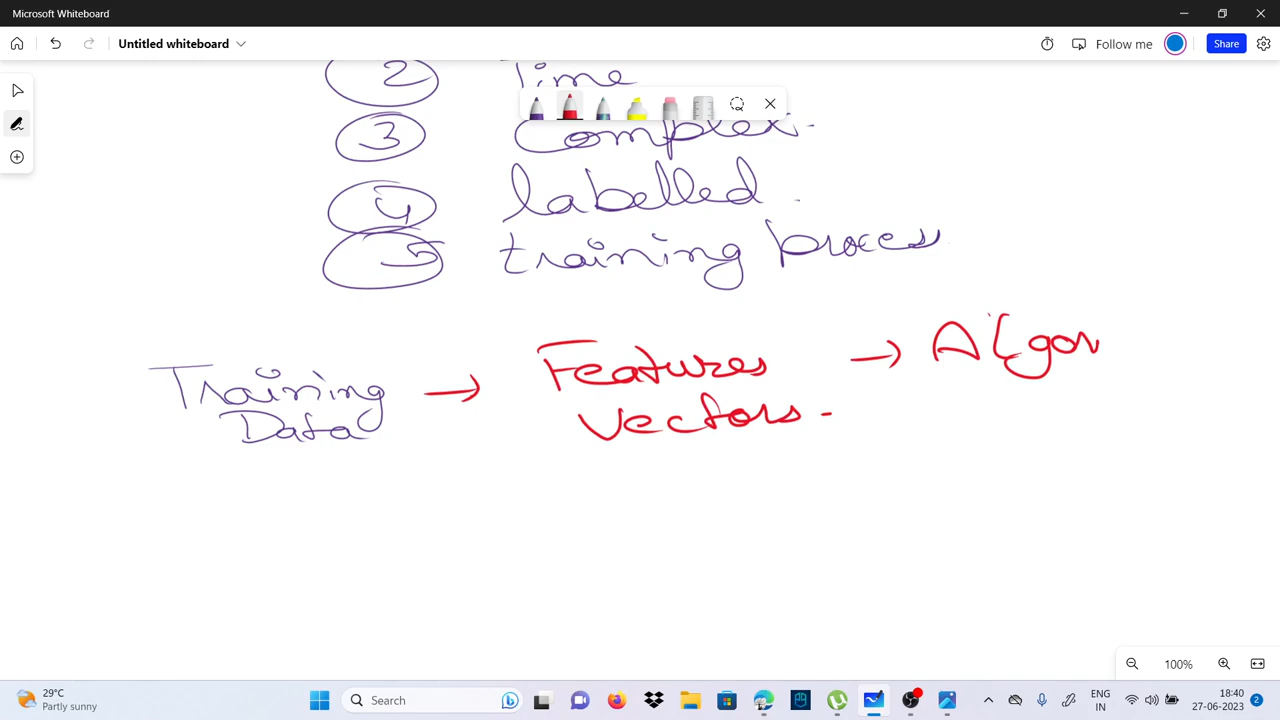 Microsoft Whiteboard
Untitled whiteboard
Follow me
Share
2 Time
3 Complex.
4 labelled.
5 training process
Training → Features → Algor
Data Vectors.
100%
29°C
Partly sunny
Search
ENG
IN
18:40
27-06-2023
2